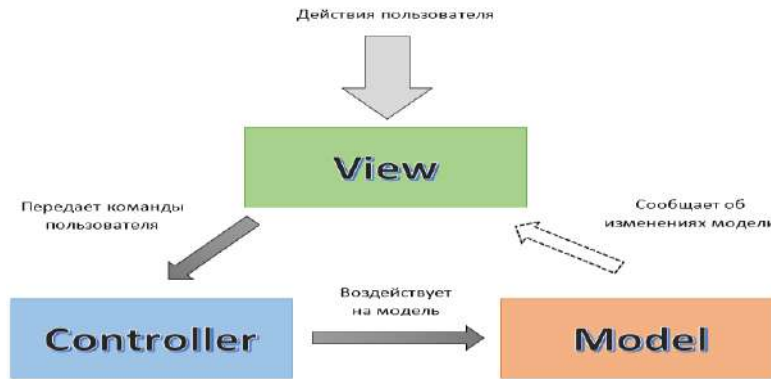 Действия пользователя
View
Передает команды
пользователя
Сообщает об
изменениях модели
Воздействует
на модель
Controller
Model